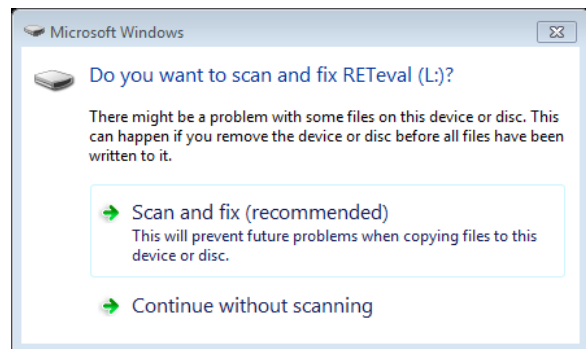 Microsoft Windows
Do you want to scan and fix RETeval (L:)?
There might be a problem with some files on this device or disc. This
can happen if you remove the device or disc before all files have been
written to it.
Scan and fix (recommended)
This will prevent future problems when copying files to this
device or disc.
Continue without scanning